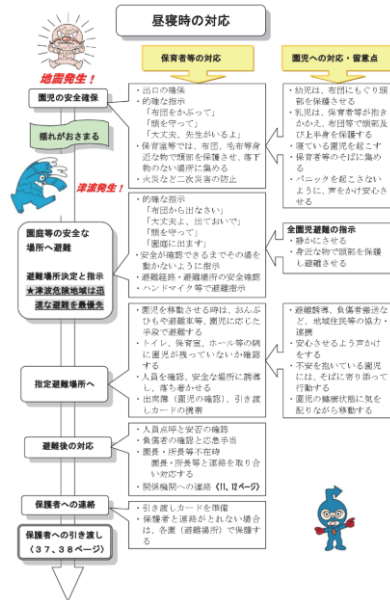 昼寝時の対応
保育者等の対応
園児への対応・留意点
地震発生!
園児の安全確保
・出口の確保
・的確な指示
「布団をかぶって」
「頭を守って」
「大丈夫、先生がいるよ」
・保育室等では、布団、毛布等身
近な物で頭部を保護させ、落下
物のない場所に集める
・火災など二次災害の防止
・幼児は、布団にもぐり頭
部を保護させる
・乳児は、保育者等が抱き
かかえ、布団等で頭部及
び上半身を保護する
・寝ている園児を起こす
・保育者等のそばに集め
る
・パニックを起こさない
ように、声をかけ安心さ
せる
揺れがおさまる
津波発生!
園庭等の安全な
場所へ避難
避難場所決定と指示
★津波危険地域は迅
速な避難を最優先
・的確な指示
「布団から出なさい」
「大丈夫よ、出ておいで」
「頭を守って」
「園庭に出ます」
・安全が確認できるまでその場を
動かないように指示
・避難経路・避難場所の安全確認
・ハンドマイク等で避難指示
全園児避難の指示
・静かにさせる
・身近な物で頭部を保護
し避難させる
指定避難場所へ
・園児を移動させる時は、おんぶ
ひもや避難車等、園児に応じた
手段で避難する
・トイレ、保育室、ホール等の隅
に園児が残っていないか確認す
る
・人員を確認、安全な場所に誘導
し、落ち着かせる
・出席簿(園児の確認)、引き渡
しカードの携帯
・避難誘導、負傷者搬送な
ど、地域住民等の協力・
連携
・安心させるよう声かけ
をする
・不安を抱いている園児
には、そばに寄り添って
行動する
・園児の健康状態に気を
配りながら移動する
避難後の対応
・人員点呼と安否の確認
・負傷者の確認と応急手当
・園長・所長等不在時
園長・所長等と連絡を取り合
い対応する
・関係機関への連絡〈11、12ページ〉
保護者への連絡
保護者への引き渡し
(37、38ページ)
・引き渡しカードを準備
・保護者と連絡がとれない場合
は、各園(避難場所)で保護す
る